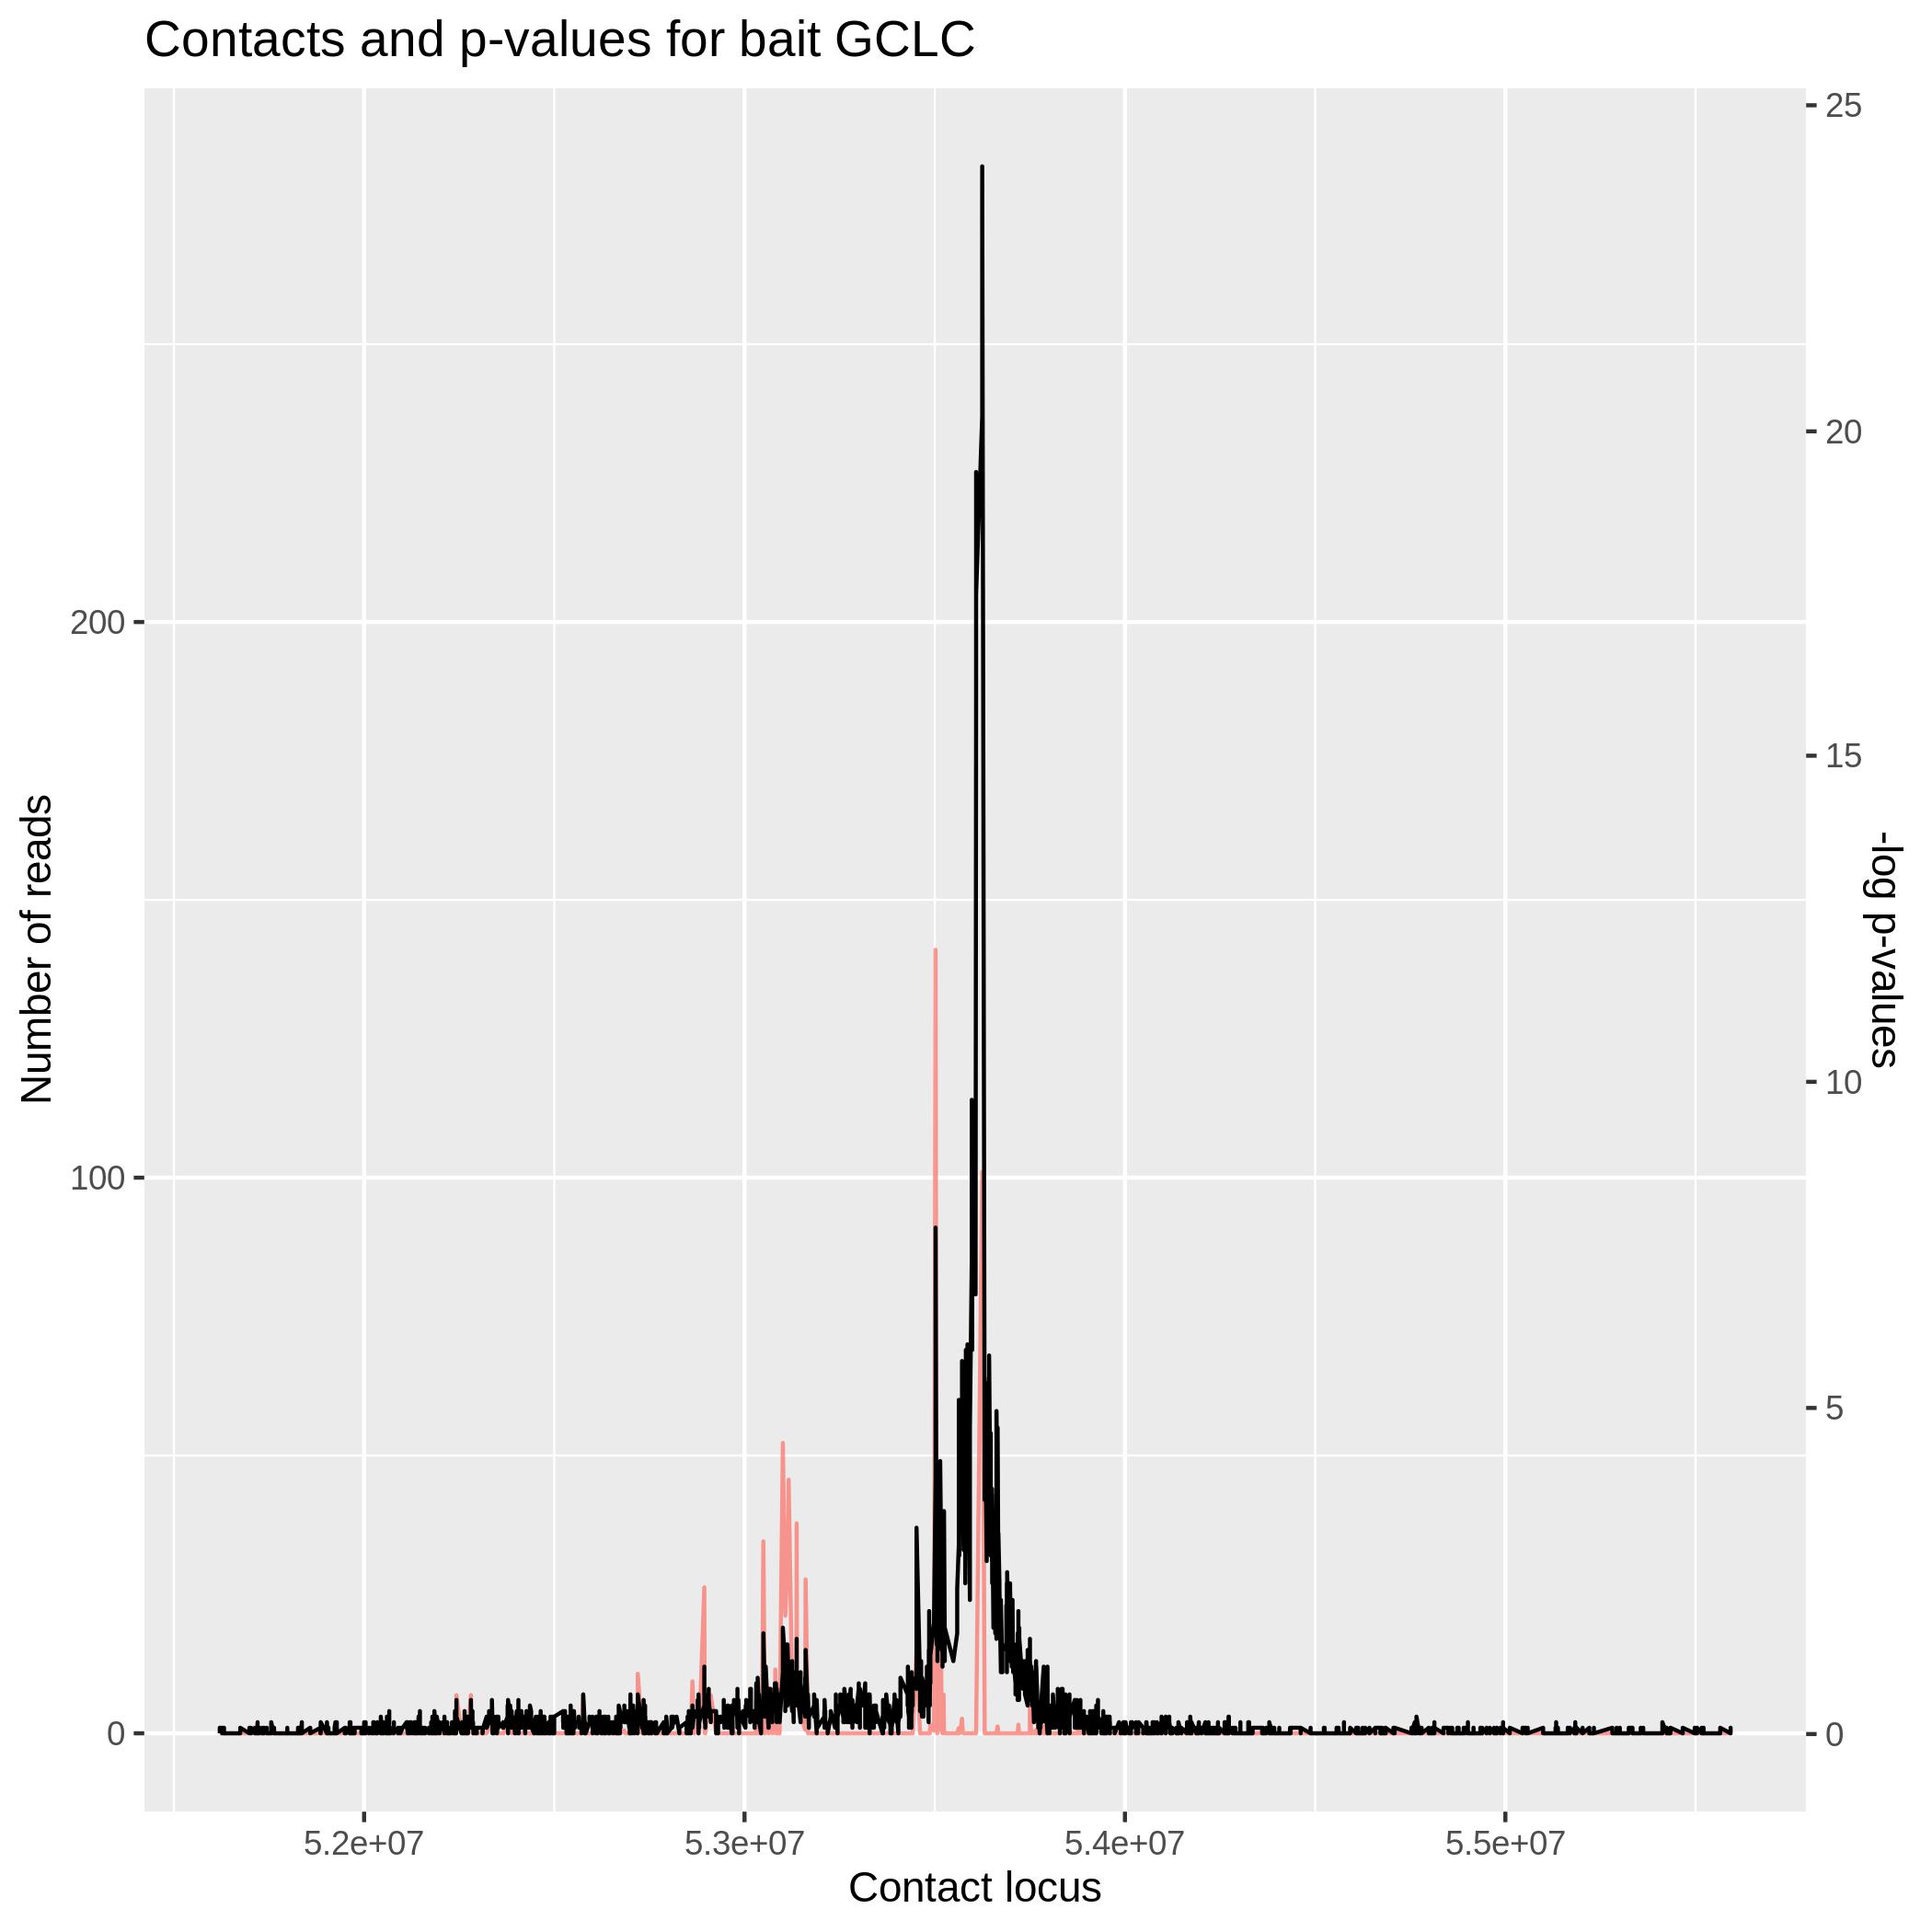 Contacts and p-values for bait GCLC
Number of reads
200
100
0
25
20
15
10
5
0
-log p-values
5.2e+07 5.3e+07 5.4e+07 5.5e+07
Contact locus